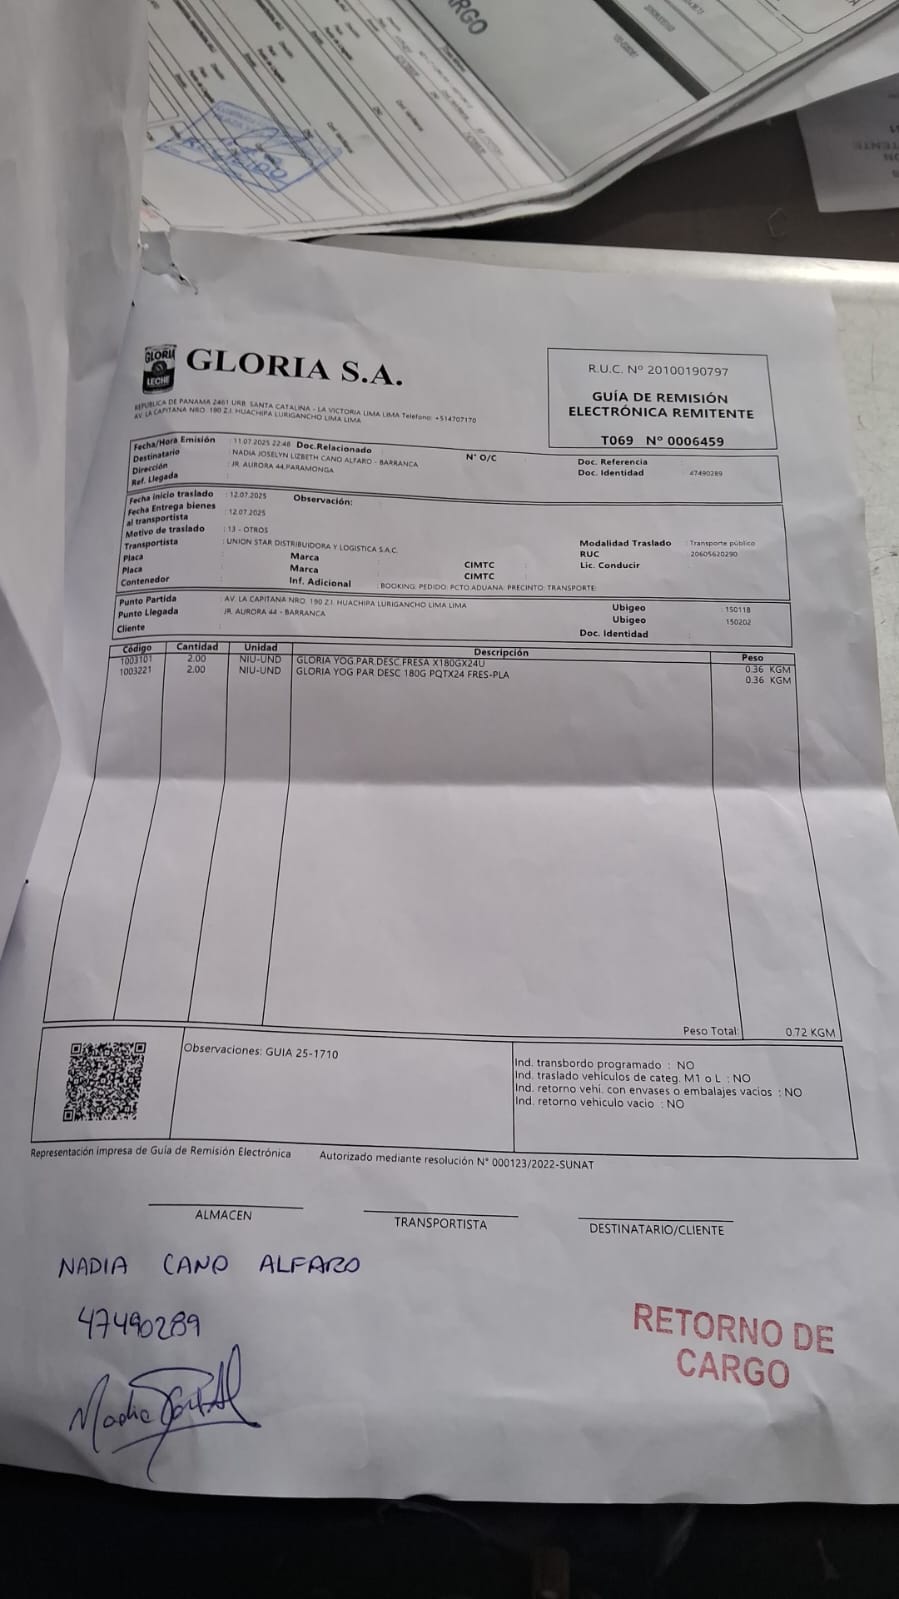 CARGO
RECIBIDO
GLORIA
LECHE
GLORIA S.A.
REPUBLICA DE PANAMA 2461 URB. SANTA CATALINA - LA VICTORIA LIMA LIMA Telefono: +514707170
AV. LA CAPITANA NRO. 190 Z.I. HUACHIPA LURIGANCHO LIMA LIMA
R.U.C. Nº 20100190797
GUÍA DE REMISIÓN
ELECTRÓNICA REMITENTE
T069 Nº 0006459
Fecha/Hora Emisión : 11.07.2025 22:46 Doc.Relacionado
Destinatario : NADIA JOSELYN LIZBETH CANO ALFARO - BARRANCA N° O/C Doc. Referencia
Dirección : JR. AURORA 44,PARAMONGA Doc. Identidad 47490289
Ref. Llegada
Fecha Inicio traslado : 12.07.2025 Observación:
Fecha Entrega bienes
al transportista : 12.07.2025
Motivo de traslado : 13 - OTROS Modalidad Traslado : Transporte público
Transportista : UNION STAR DISTRIBUIDORA Y LOGISTICA S.A.C. RUC 20605620290
Placa Marca CIMTC Lic. Conducir
Placa Marca CIMTC
Contenedor Inf. Adicional : BOOKING: PEDIDO: PCTO.ADUANA: PRECINTO: TRANSPORTE:
Punto Partida : AV. LA CAPITANA NRO. 190 Z.I. HUACHIPA LURIGANCHO LIMA LIMA Ubigeo : 150118
Punto Llegada : JR. AURORA 44 - BARRANCA Ubigeo : 150202
Cliente : Doc. Identidad
Código Cantidad Unidad Descripción Peso
1003101 2.00 NIU-UND GLORIA YOG.PAR.DESC.FRESA X180GX24U 0.36 KGM
1003221 2.00 NIU-UND GLORIA YOG PAR DESC 180G PQTX24 FRES-PLA 0.36 KGM
Peso Total: 0.72 KGM
Observaciones: GUIA 25-1710
Ind. transbordo programado : NO
Ind. traslado vehículos de categ. M1 o L : NO
Ind. retorno vehi. con envases o embalajes vacios : NO
Ind. retorno vehiculo vacio : NO
Representación impresa de Guía de Remisión Electrónica Autorizado mediante resolución N° 000123/2022-SUNAT
ALMACEN TRANSPORTISTA DESTINATARIO/CLIENTE
NADIA CANO ALFARO
47490289
RETORNO DE
CARGO